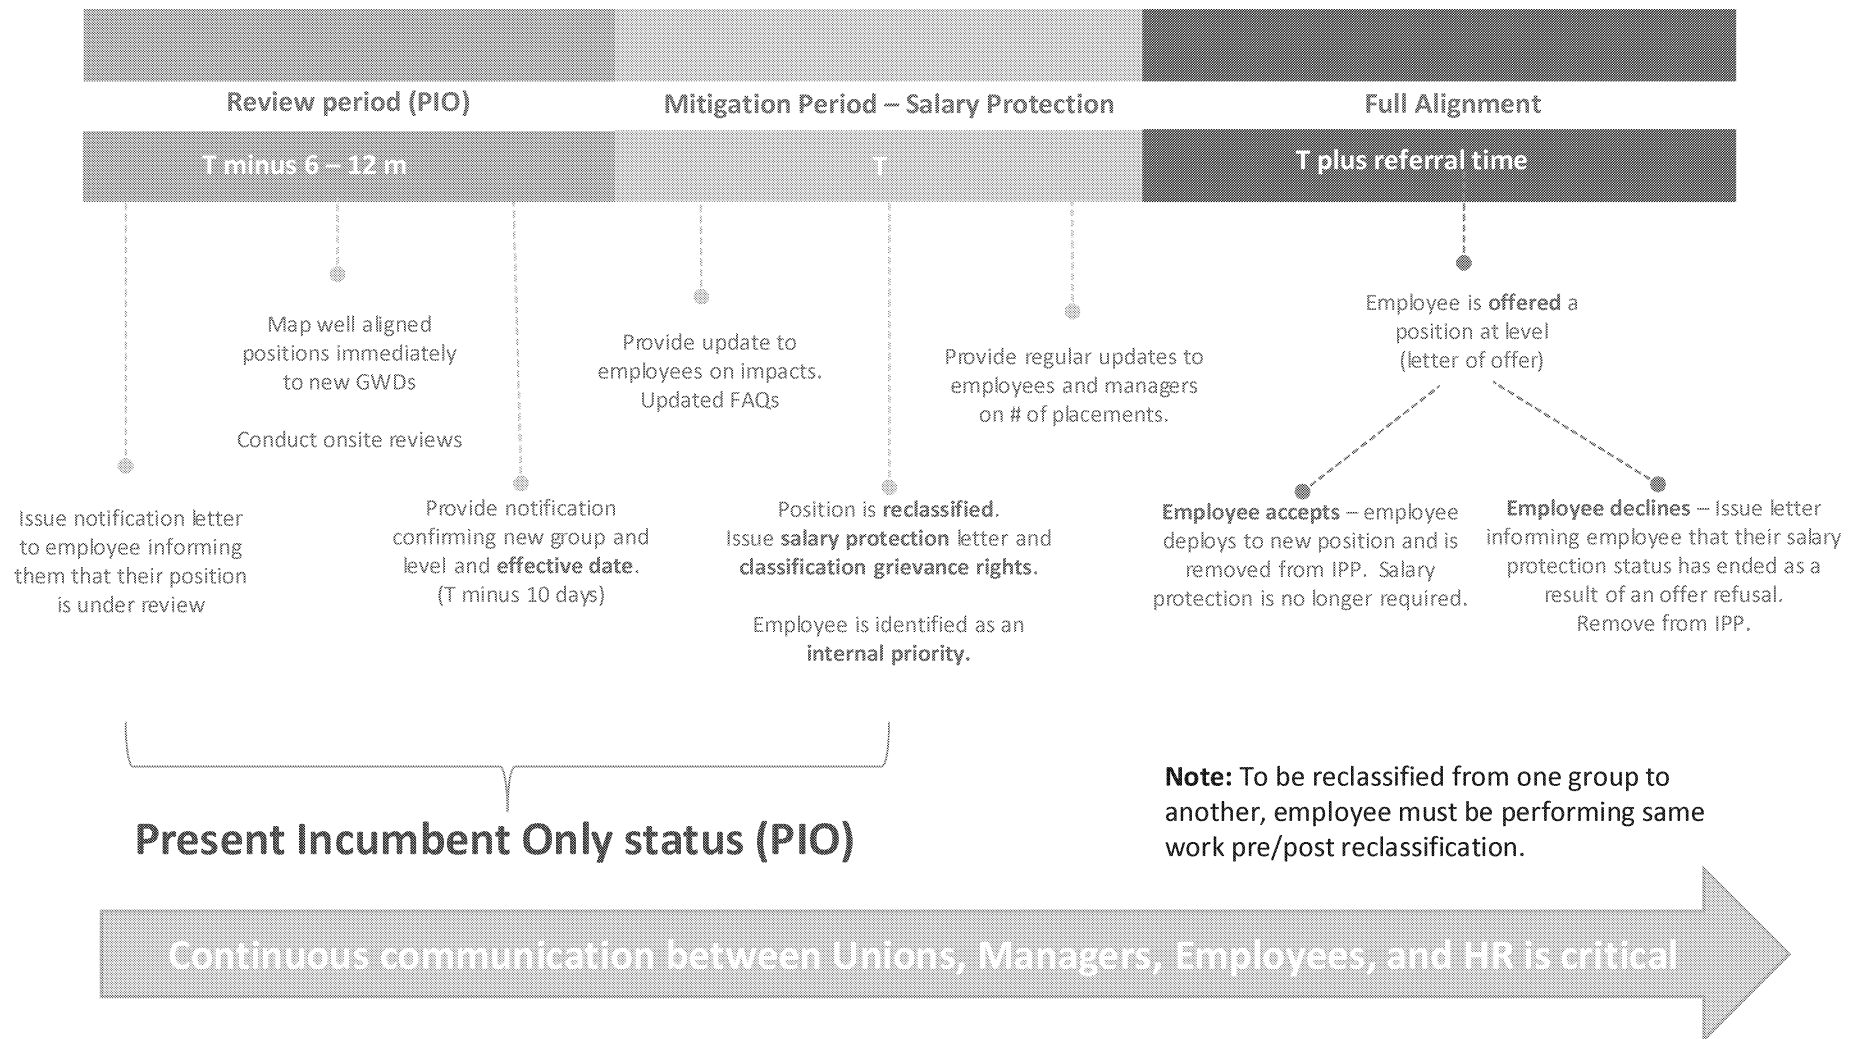 Review period (PIO)
Mitigation Period – Salary Protection
Full Alignment
T minus 6 – 12 m
T
T plus referral time
Issue notification letter
to employee informing
them that their position
is under review
Map well aligned
positions immediately
to new GWDs
Conduct onsite reviews
Provide notification
confirming new group and
level and effective date.
(T minus 10 days)
Provide update to
employees on impacts.
Updated FAQs
Position is reclassified.
Issue salary protection letter and
classification grievance rights.
Employee is identified as an
internal priority.
Provide regular updates to
employees and managers
on # of placements.
Employee is offered a
position at level
(letter of offer)
Employee accepts – employee
deploys to new position and is
removed from IPP. Salary
protection is no longer required.
Employee declines – Issue letter
informing employee that their salary
protection status has ended as a
result of an offer refusal.
Remove from IPP.
Present Incumbent Only status (PIO)
Note: To be reclassified from one group to
another, employee must be performing same
work pre/post reclassification.
Continuous communication between Unions, Managers, Employees, and HR is critical